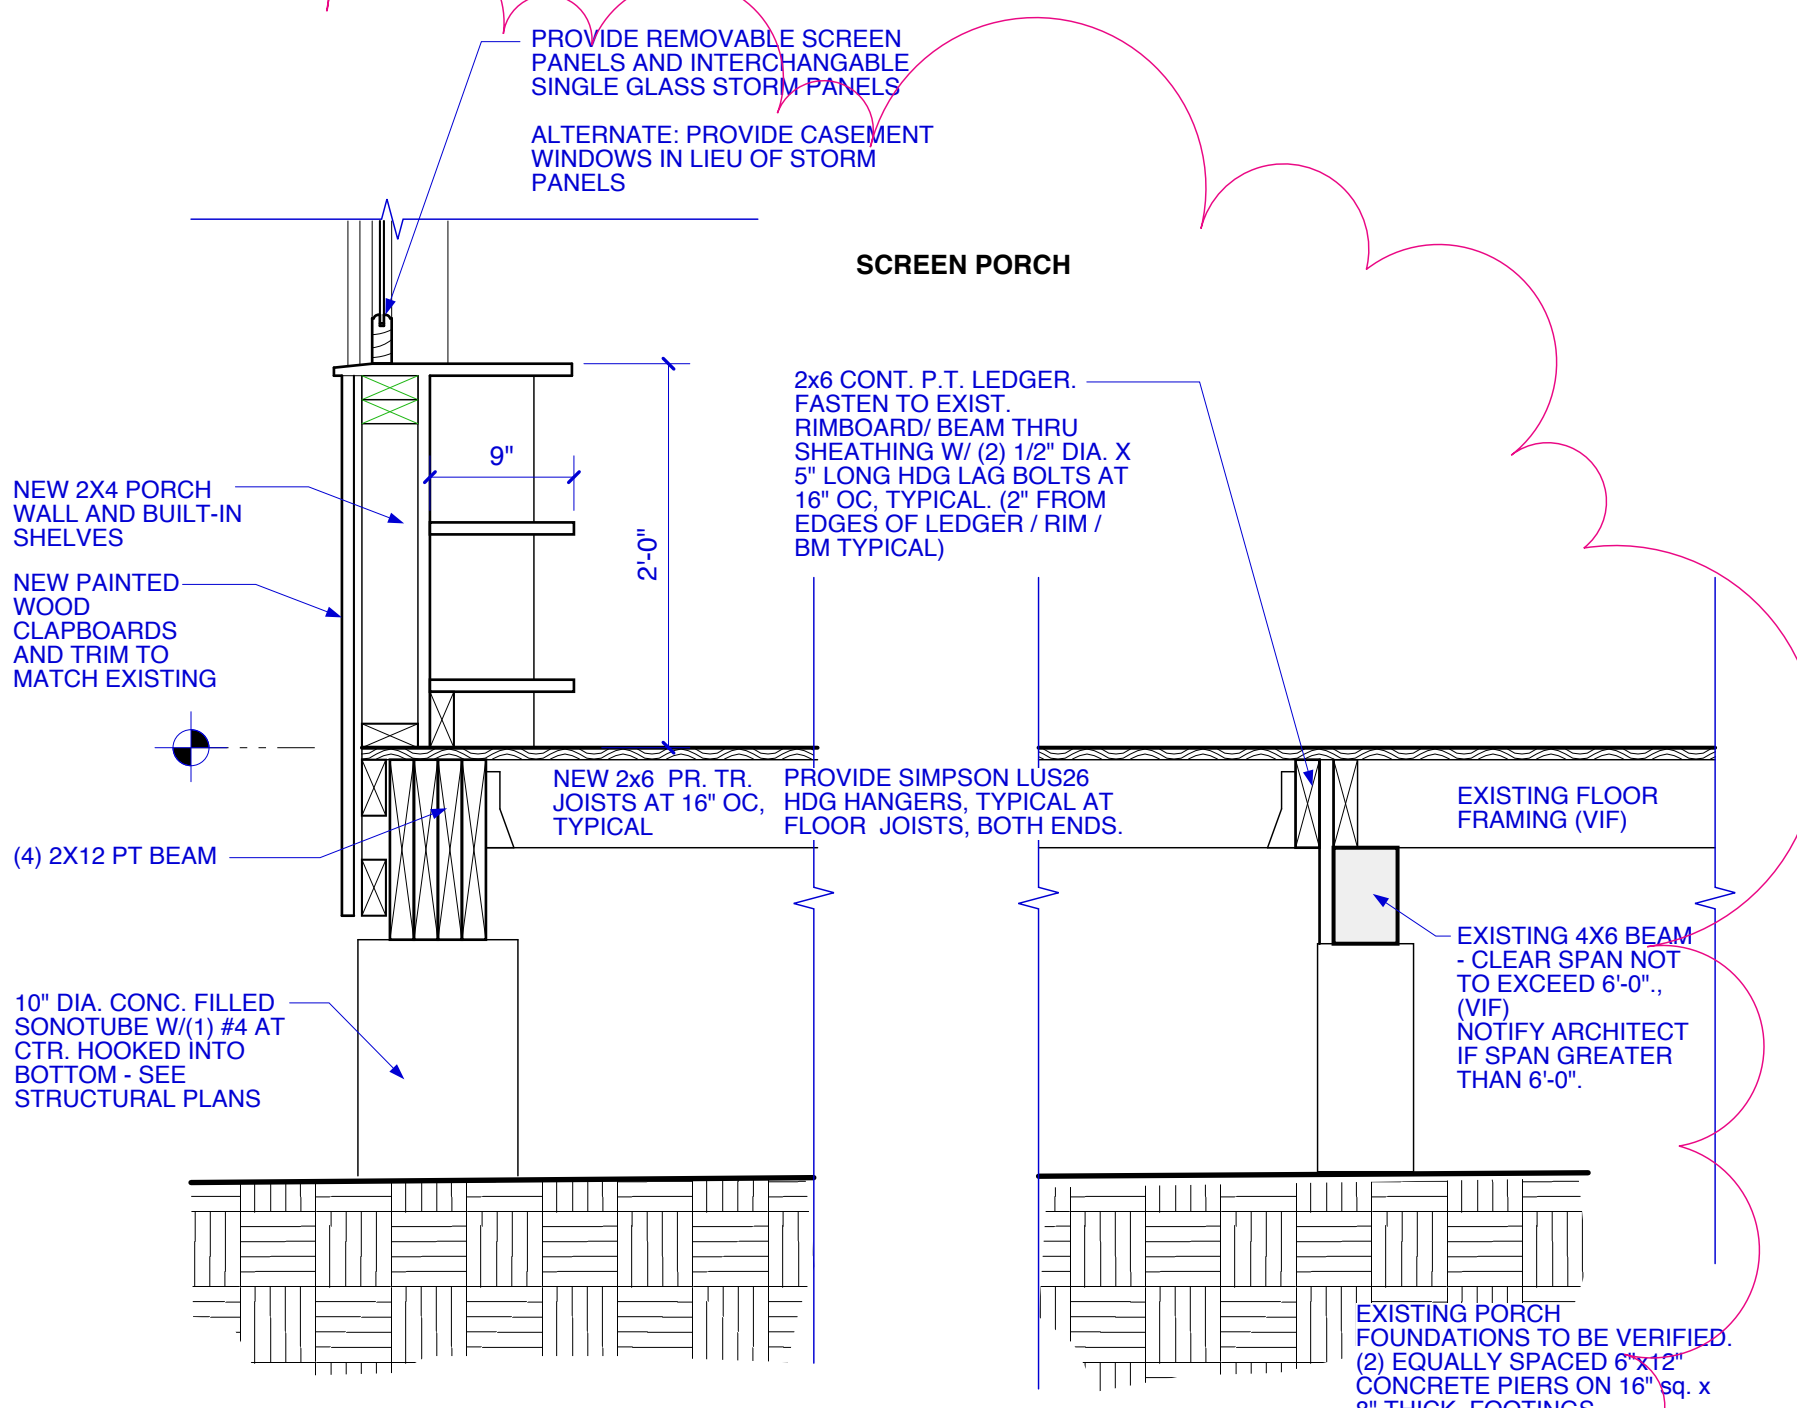 PROVIDE REMOVABLE SCREEN
PANELS AND INTERCHANGABLE
SINGLE GLASS STORM PANELS
ALTERNATE: PROVIDE CASEMENT
WINDOWS IN LIEU OF STORM
PANELS
SCREEN PORCH
2x6 CONT. P.T. LEDGER.
FASTEN TO EXIST.
RIMBOARD/ BEAM THRU
SHEATHING W/ (2) 1/2" DIA. X
5" LONG HDG LAG BOLTS AT
16" OC, TYPICAL. (2" FROM
EDGES OF LEDGER / RIM /
BM TYPICAL)
9"
2'-0"
NEW 2X4 PORCH
WALL AND BUILT-IN
SHELVES
NEW PAINTED
WOOD
CLAPBOARDS
AND TRIM TO
MATCH EXISTING
NEW 2x6 PR. TR.
JOISTS AT 16" OC,
TYPICAL
PROVIDE SIMPSON LUS26
HDG HANGERS, TYPICAL AT
FLOOR JOISTS, BOTH ENDS.
EXISTING FLOOR
FRAMING (VIF)
(4) 2X12 PT BEAM
EXISTING 4X6 BEAM
- CLEAR SPAN NOT
TO EXCEED 6'-0".,
(VIF)
NOTIFY ARCHITECT
IF SPAN GREATER
THAN 6'-0".
10" DIA. CONC. FILLED
SONOTUBE W/(1) #4 AT
CTR. HOOKED INTO
BOTTOM - SEE
STRUCTURAL PLANS
EXISTING PORCH
FOUNDATIONS TO BE VERIFIED.
(2) EQUALLY SPACED 6"x12"
CONCRETE PIERS ON 16" sq. x
8" THICK FOOTINGS